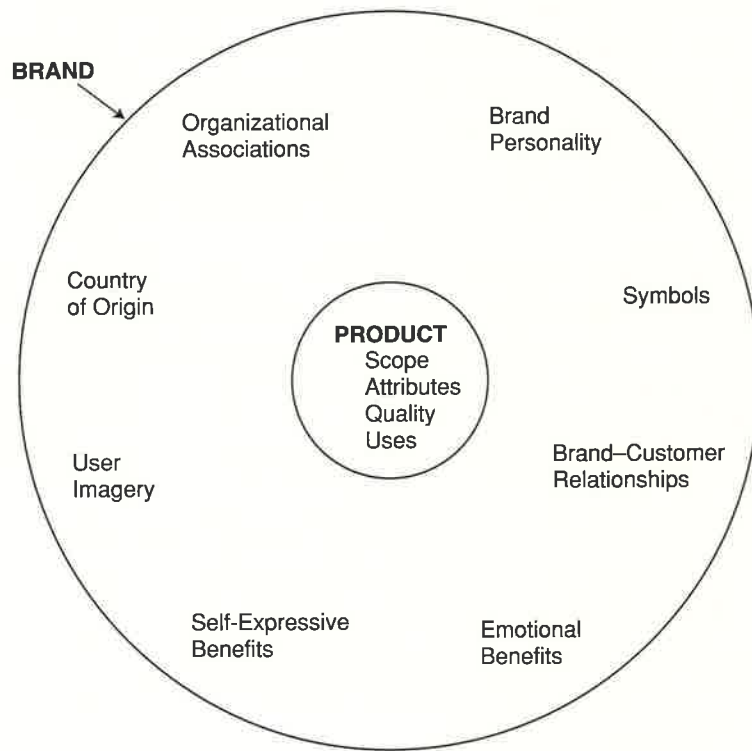 BRAND
Organizational
Associations
Brand
Personality
Country
of Origin
Symbols
PRODUCT
Scope
Attributes
Quality
Uses
User
Imagery
Brand–Customer
Relationships
Self-Expressive
Benefits
Emotional
Benefits